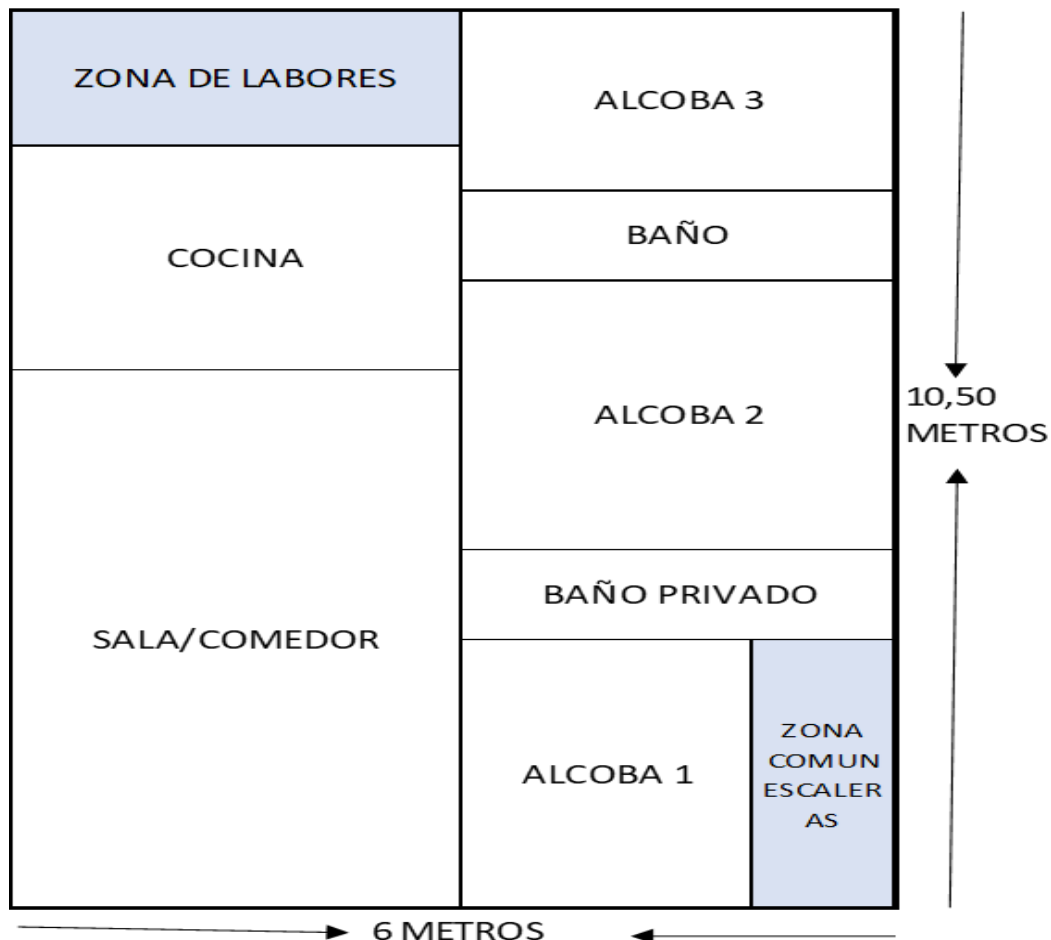 ZONA DE LABORES
ALCOBA 3
BAÑO
COCINA
ALCOBA 2
10,50
METROS
BAÑO PRIVADO
SALA/COMEDOR
ALCOBA 1
ZONA
COMUN
ESCALER
AS
6 METROS